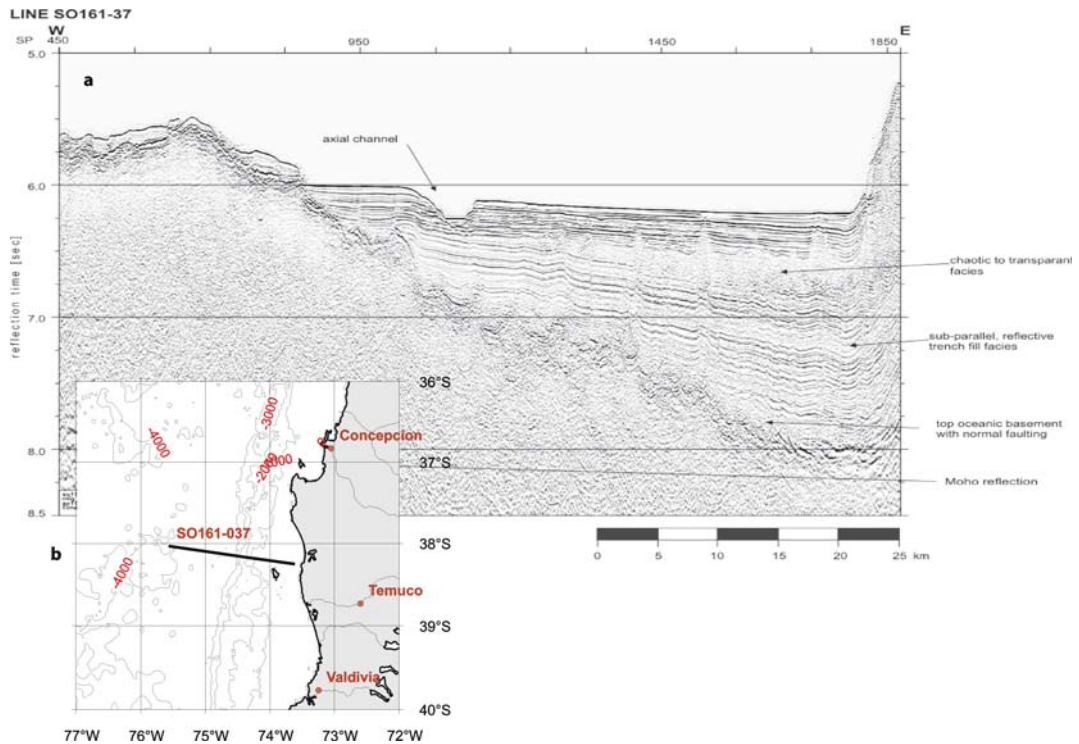 LINE SO161-37
W E
SP 450 950 1450 1850
5.0
a
axial channel
6.0
reflection time [sec]
chaotic to transparant
facies
7.0
sub-parallel, reflective
trench fill facies
top oceanic basement
with normal faulting
8.0
Moho reflection
8.5
0 5 10 15 20 25 km
b
36°S
-4000
-3000
Concepcion
-2000
37°S
SO161-037
38°S
-4000
Temuco
39°S
Valdivia
40°S
77°W 76°W 75°W 74°W 73°W 72°W